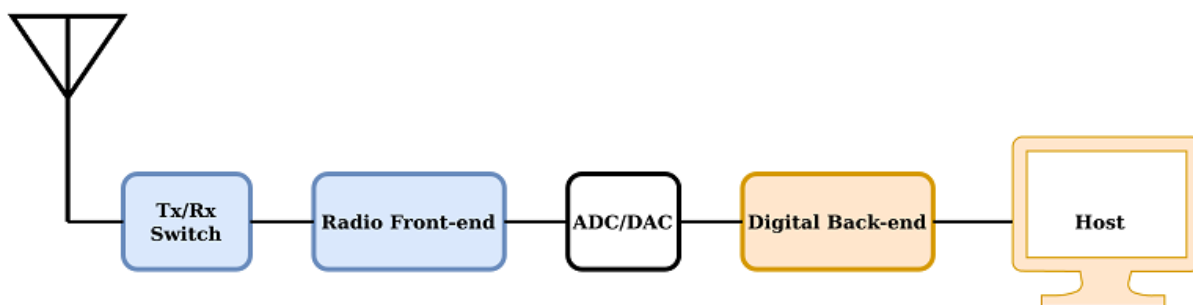 Tx/Rx
Switch
Radio Front-end
ADC/DAC
Digital Back-end
Host